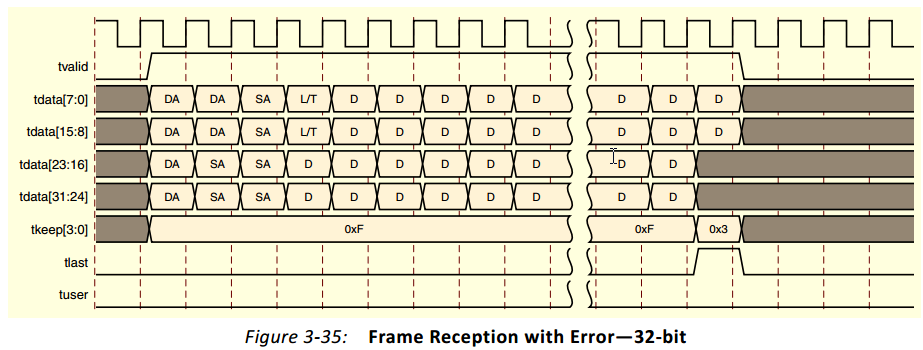 tvalid
tdata[7:0] DA DA SA L/T D D D D D D D D
tdata[15:8] DA DA SA L/T D D D D D D D D
tdata[23:16] DA SA SA D D D D D D D D
tdata[31:24] DA SA SA D D D D D D D D
tkeep[3:0] 0xF 0xF 0x3
tlast
tuser
Figure 3-35: Frame Reception with Error—32-bit